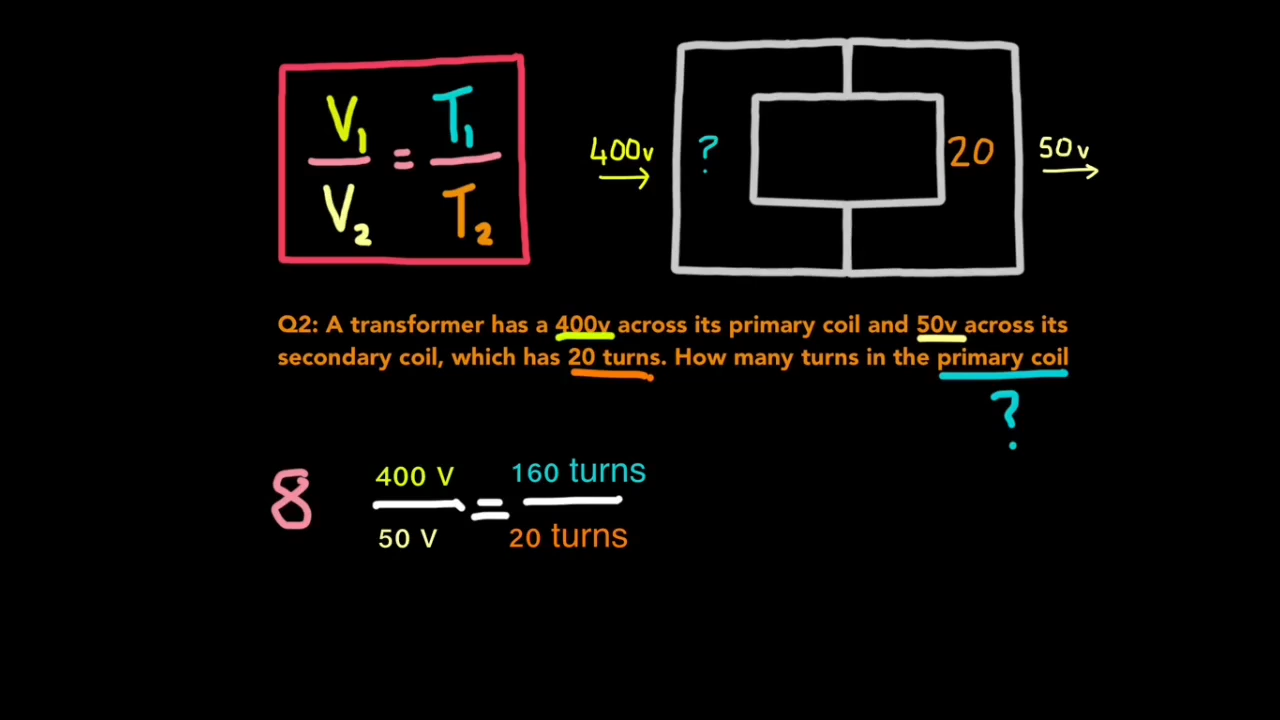 V₁ = T₁
V₂ T₂
400v ? 20 50v
Q2: A transformer has a 400v across its primary coil and 50v across its
secondary coil, which has 20 turns. How many turns in the primary coil
?
8 400 V = 160 turns
50 V 20 turns